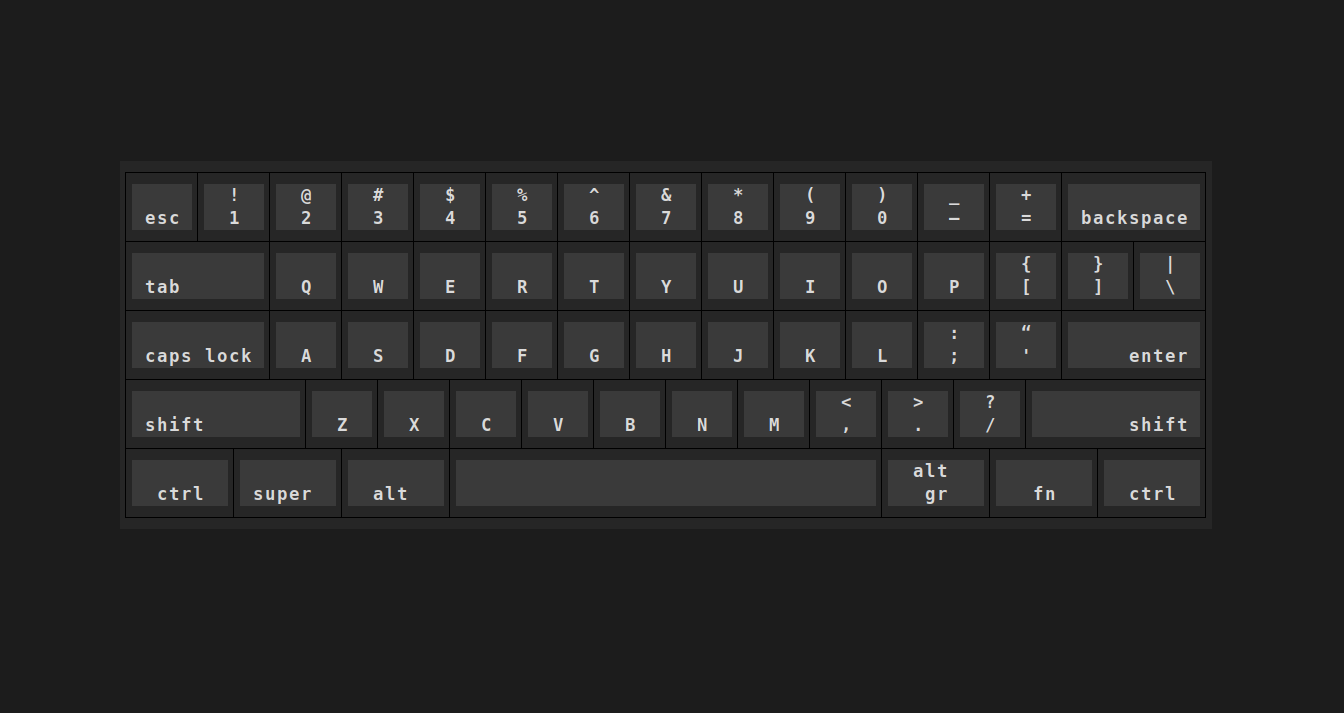 ! @ # $ % ^ & * ( ) _ +
esc 1 2 3 4 5 6 7 8 9 0 – = backspace
{ } |
tab Q W E R T Y U I O P [ ] \
: “
caps lock A S D F G H J K L ; ' enter
< > ?
shift Z X C V B N M , . / shift
alt
ctrl super alt gr fn ctrl